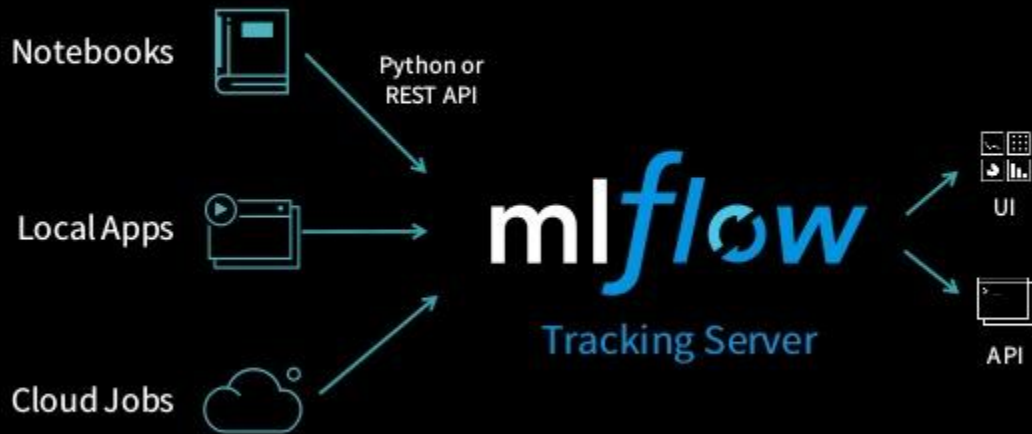 Notebooks
Python or
REST API
Local Apps
mlflow
Tracking Server
UI
Cloud Jobs
API